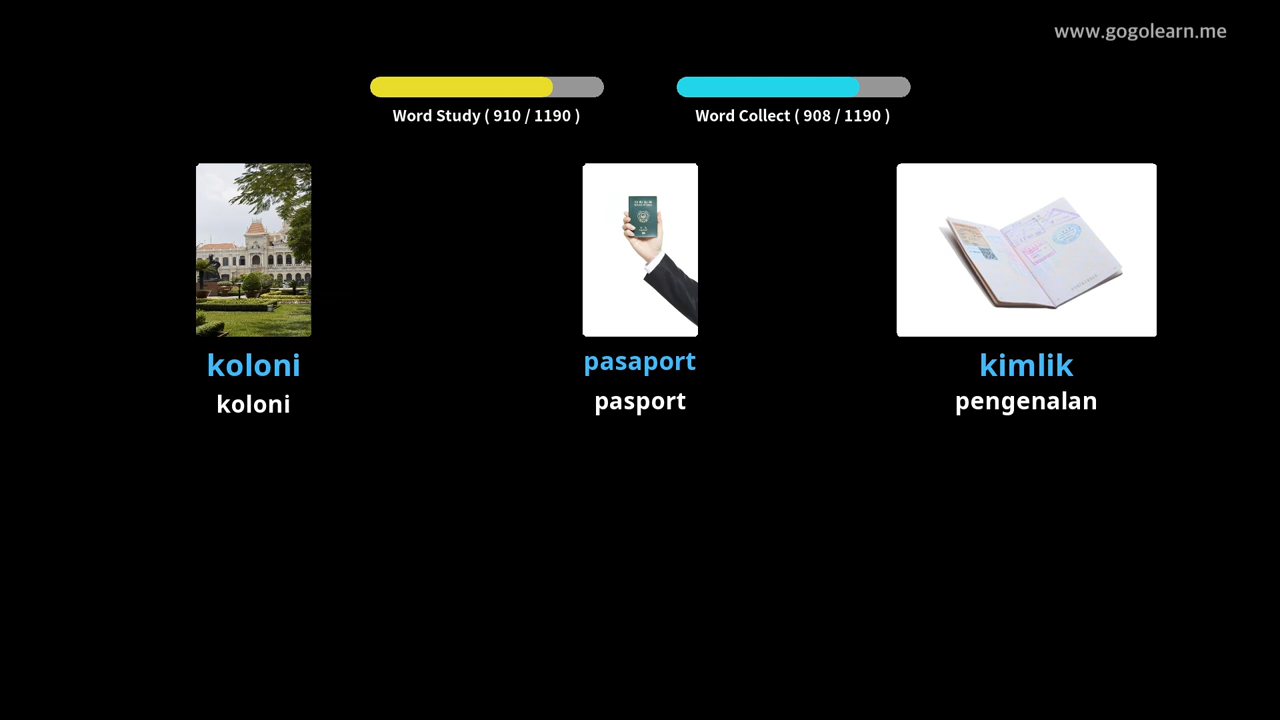 www.gogolearn.me
Word Study ( 910 / 1190 )
Word Collect ( 908 / 1190 )
koloni
koloni
pasaport
pasport
kimlik
pengenalan